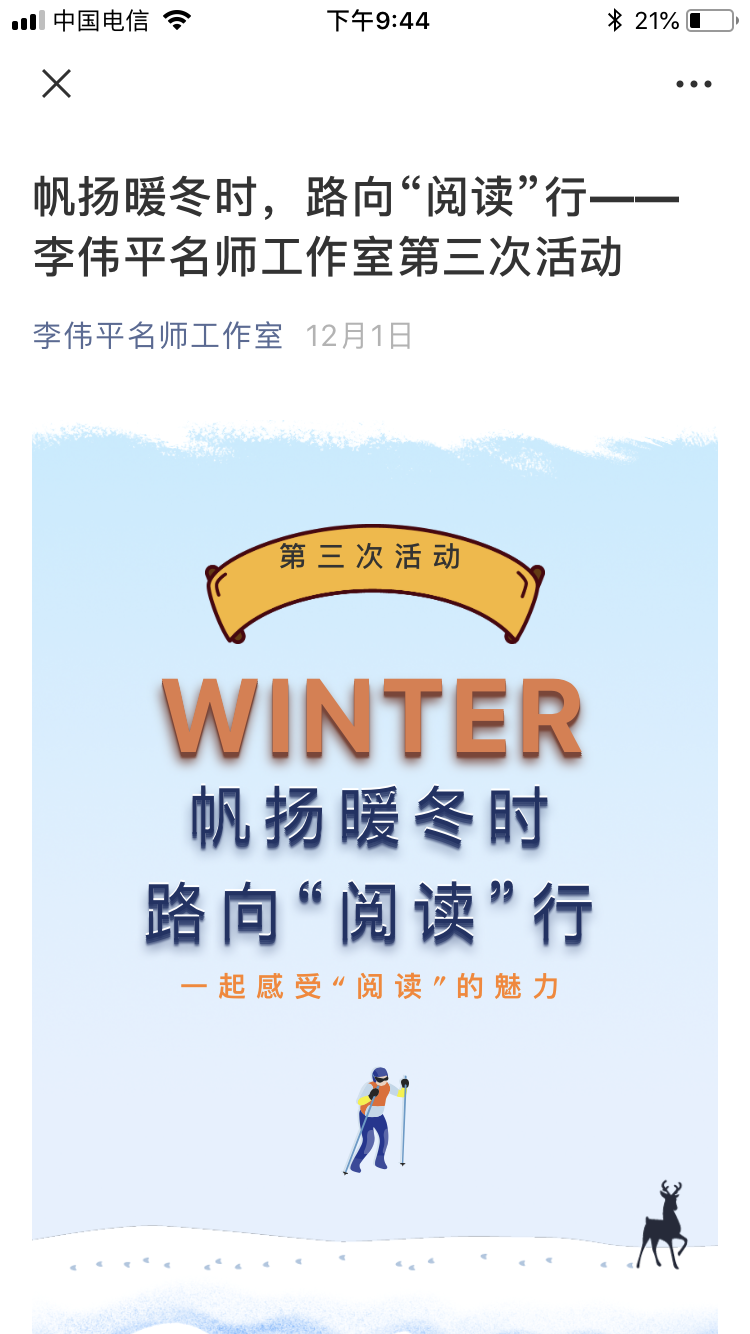 中国电信 下午9:44 21%
帆扬暖冬时，路向“阅读”行——
李伟平名师工作室第三次活动
李伟平名师工作室 12月1日
第三次活动
WINTER
帆扬暖冬时
路向“阅读”行
一起感受“阅读”的魅力